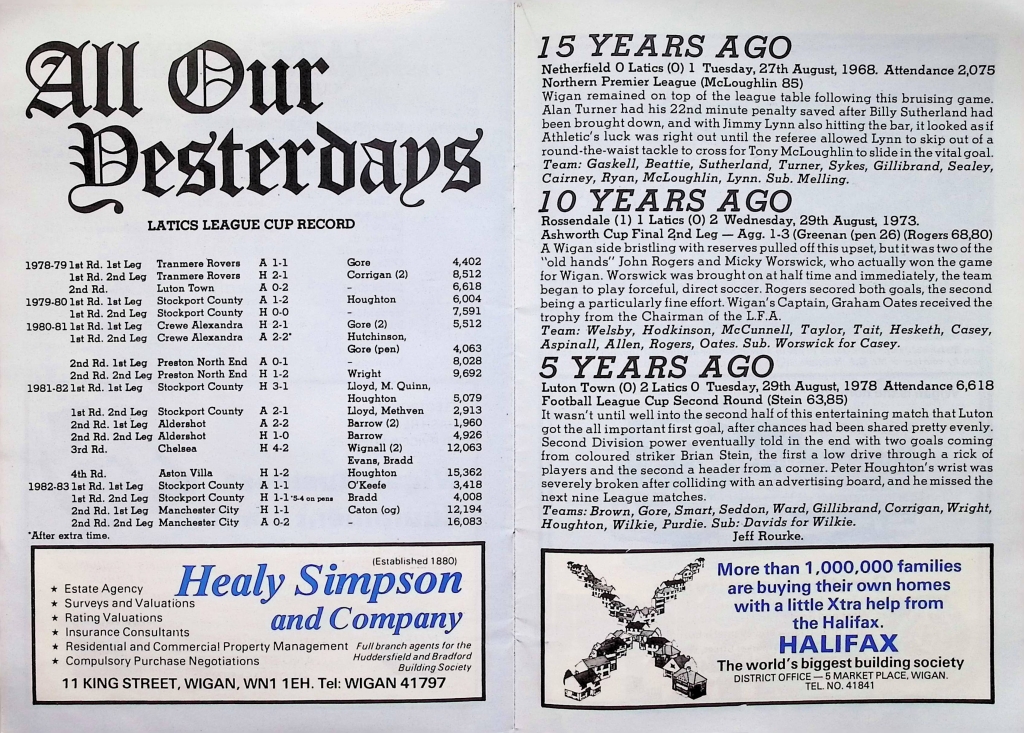 All Our
Yesterdays
LATICS LEAGUE CUP RECORD
1978-79 1st Rd. 1st Leg Tranmere Rovers A 1-1 Gore 4,402
1st Rd. 2nd Leg Tranmere Rovers H 2-1 Corrigan (2) 8,512
2nd Rd. Luton Town A 0-2 – 6,618
1979-80 1st Rd. 1st Leg Stockport County A 1-2 Houghton 6,004
1st Rd. 2nd Leg Stockport County H 0-0 – 7,591
1980-81 1st Rd. 1st Leg Crewe Alexandra H 2-1 Gore (2) 5,512
1st Rd. 2nd Leg Crewe Alexandra A 2-2* Hutchinson,
Gore (pen) 4,063
2nd Rd. 1st Leg Preston North End A 0-1 – 8,028
2nd Rd. 2nd Leg Preston North End H 1-2 Wright 9,692
1981-82 1st Rd. 1st Leg Stockport County H 3-1 Lloyd, M. Quinn,
Houghton 5,079
1st Rd. 2nd Leg Stockport County A 2-1 Lloyd, Methven 2,913
2nd Rd. 1st Leg Aldershot A 2-2 Barrow (2) 1,960
2nd Rd. 2nd Leg Aldershot H 1-0 Barrow 4,926
3rd Rd. Chelsea H 4-2 Wignall (2) 12,063
Evans, Bradd
4th Rd. Aston Villa H 1-2 Houghton 15,362
1982-83 1st Rd. 1st Leg Stockport County A 1-1 O'Keefe 3,418
1st Rd. 2nd Leg Stockport County H 1-1 *5-4 on pens Bradd 4,008
2nd Rd. 1st Leg Manchester City H 1-1 Caton (og) 12,194
2nd Rd. 2nd Leg Manchester City A 0-2 – 16,083
*After extra time.
(Established 1880)
Healy Simpson
and Company
★ Estate Agency
★ Surveys and Valuations
★ Rating Valuations
★ Insurance Consultants
★ Residential and Commercial Property Management
★ Compulsory Purchase Negotiations
Full branch agents for the
Huddersfield and Bradford
Building Society
11 KING STREET, WIGAN, WN1 1EH. Tel: WIGAN 41797
15 YEARS AGO
Netherfield 0 Latics (0) 1 Tuesday, 27th August, 1968. Attendance 2,075
Northern Premier League (McLoughlin 85)
Wigan remained on top of the league table following this bruising game.
Alan Turner had his 22nd minute penalty saved after Billy Sutherland had
been brought down, and with Jimmy Lynn also hitting the bar, it looked as if
Athletic's luck was right out until the referee allowed Lynn to skip out of a
round-the-waist tackle to cross for Tony McLoughlin to slide in the vital goal.
Team: Gaskell, Beattie, Sutherland, Turner, Sykes, Gillibrand, Sealey,
Cairney, Ryan, McLoughlin, Lynn. Sub. Melling.
10 YEARS AGO
Rossendale (1) 1 Latics (0) 2 Wednesday, 29th August, 1973.
Ashworth Cup Final 2nd Leg — Agg. 1-3 (Greenan (pen 26) (Rogers 68,80)
A Wigan side bristling with reserves pulled off this upset, but it was two of the
"old hands" John Rogers and Micky Worswick, who actually won the game
for Wigan. Worswick was brought on at half time and immediately, the team
began to play forceful, direct soccer. Rogers secored both goals, the second
being a particularly fine effort. Wigan's Captain, Graham Oates received the
trophy from the Chairman of the L.F.A.
Team: Welsby, Hodkinson, McCunnell, Taylor, Tait, Hesketh, Casey,
Aspinall, Allen, Rogers, Oates. Sub. Worswick for Casey.
5 YEARS AGO
Luton Town (0) 2 Latics 0 Tuesday, 29th August, 1978 Attendance 6,618
Football League Cup Second Round (Stein 63,85)
It wasn't until well into the second half of this entertaining match that Luton
got the all important first goal, after chances had been shared pretty evenly.
Second Division power eventually told in the end with two goals coming
from coloured striker Brian Stein, the first a low drive through a rick of
players and the second a header from a corner. Peter Houghton's wrist was
severely broken after colliding with an advertising board, and he missed the
next nine League matches.
Teams: Brown, Gore, Smart, Seddon, Ward, Gillibrand, Corrigan, Wright,
Houghton, Wilkie, Purdie. Sub: Davids for Wilkie.
Jeff Rourke.
More than 1,000,000 families
are buying their own homes
with a little Xtra help from
the Halifax.
HALIFAX
The world's biggest building society
DISTRICT OFFICE — 5 MARKET PLACE, WIGAN.
TEL. NO. 41841